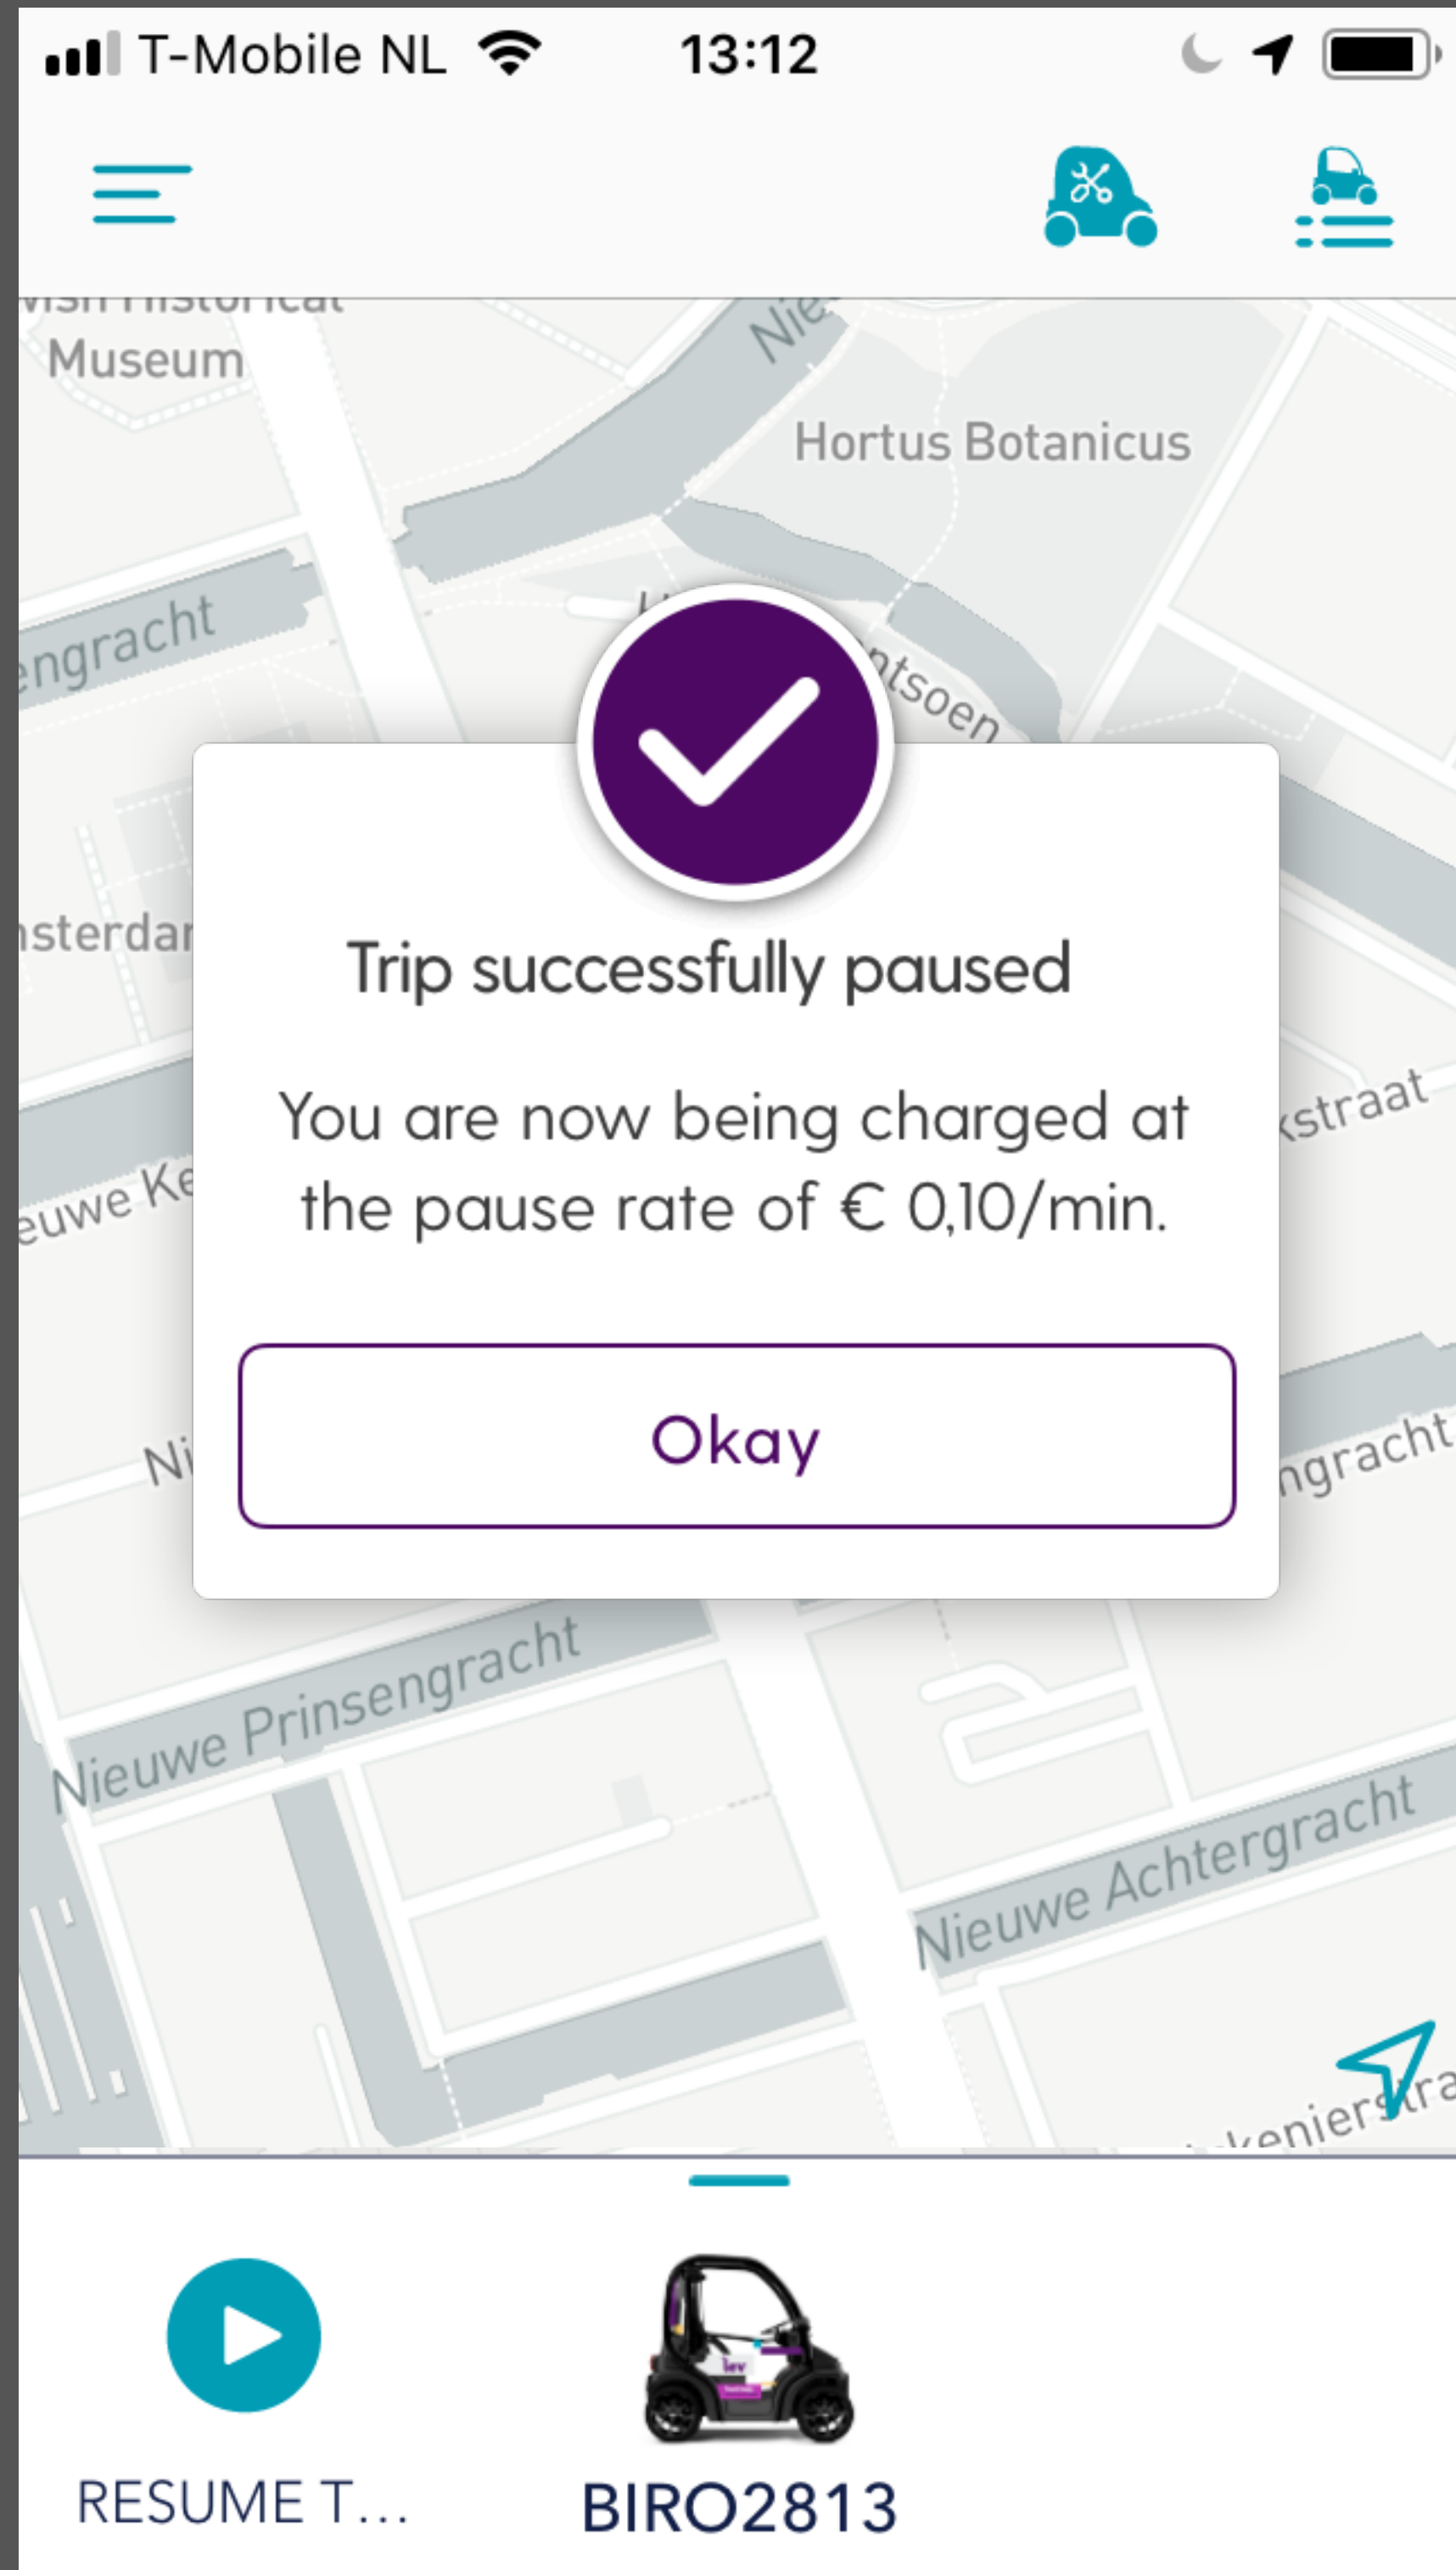 T-Mobile NL
13:12
Museum
Hortus Botanicus
Trip successfully paused
You are now being charged at
the pause rate of € 0,10/min.
Okay
Nieuwe Prinsengracht
Nieuwe Achtergracht
RESUME T...
BIRO2813